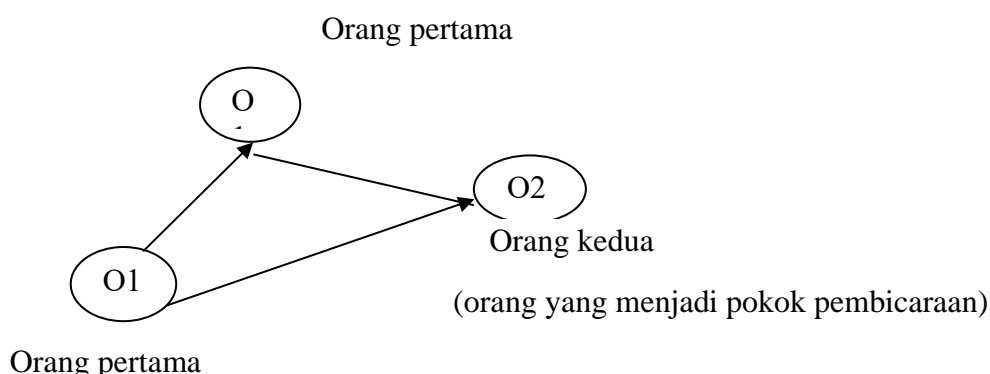 Orang pertama
O
O2
Orang kedua
O1
(orang yang menjadi pokok pembicaraan)
Orang pertama